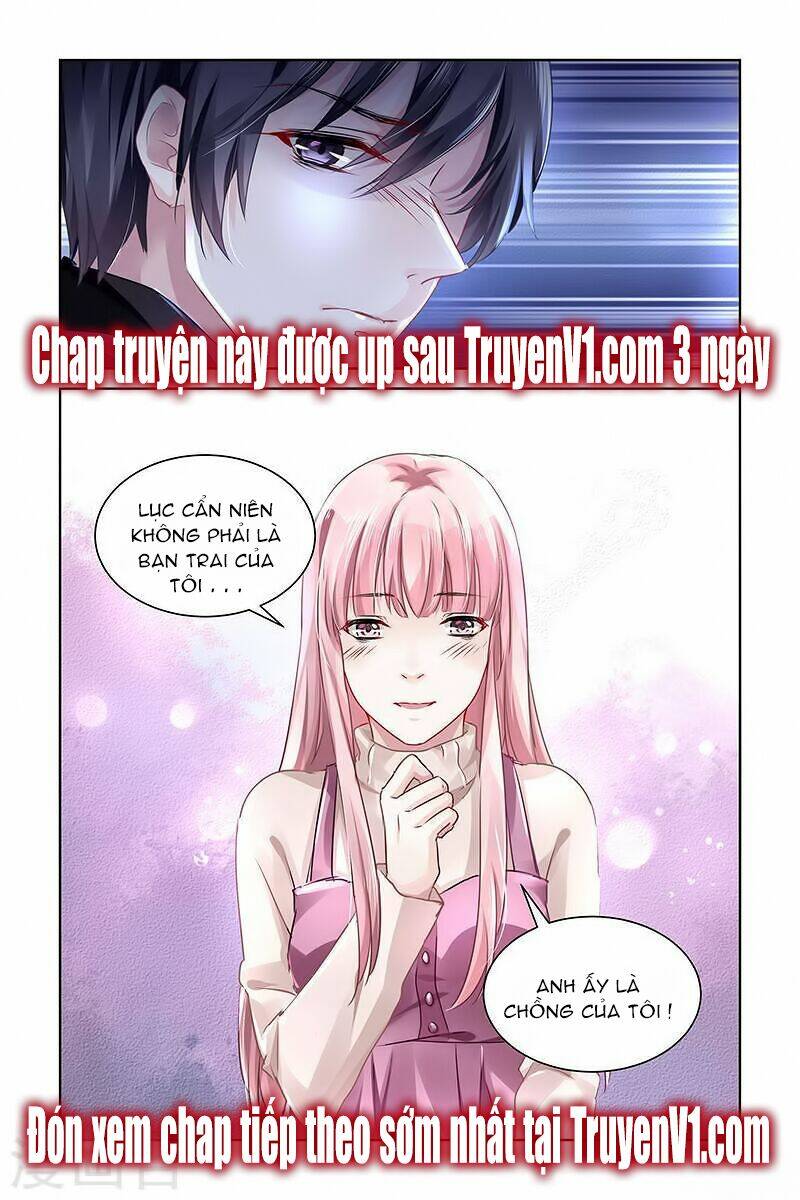 Chap truyện này được up sau TruyenV1.com 3 ngày
LỤC CẨN NIÊN
KHÔNG PHẢI LÀ
BẠN TRAI CỦA
TÔI . . .
ANH ẤY LÀ
CHỒNG CỦA TÔI !
Đón xem chap tiếp theo sớm nhất tại TruyenV1.com